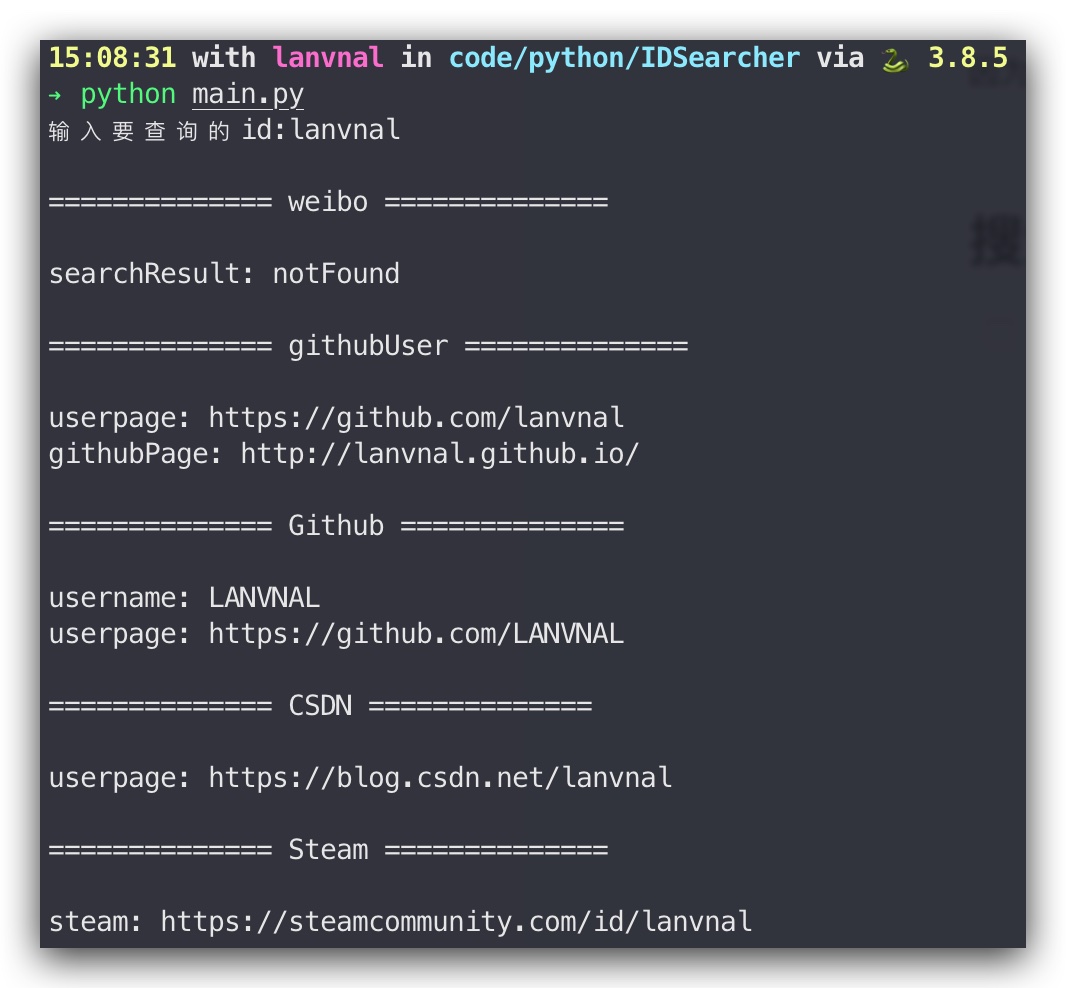 15:08:31 with lanvnal in code/python/IDSearcher via 🐍 3.8.5
→ python main.py
输入要查询的id:lanvnal
============== weibo ==============
searchResult: notFound
============== githubUser ==============
userpage: https://github.com/lanvnal
githubPage: http://lanvnal.github.io/
============== Github ==============
username: LANVNAL
userpage: https://github.com/LANVNAL
============== CSDN ==============
userpage: https://blog.csdn.net/lanvnal
============== Steam ==============
steam: https://steamcommunity.com/id/lanvnal